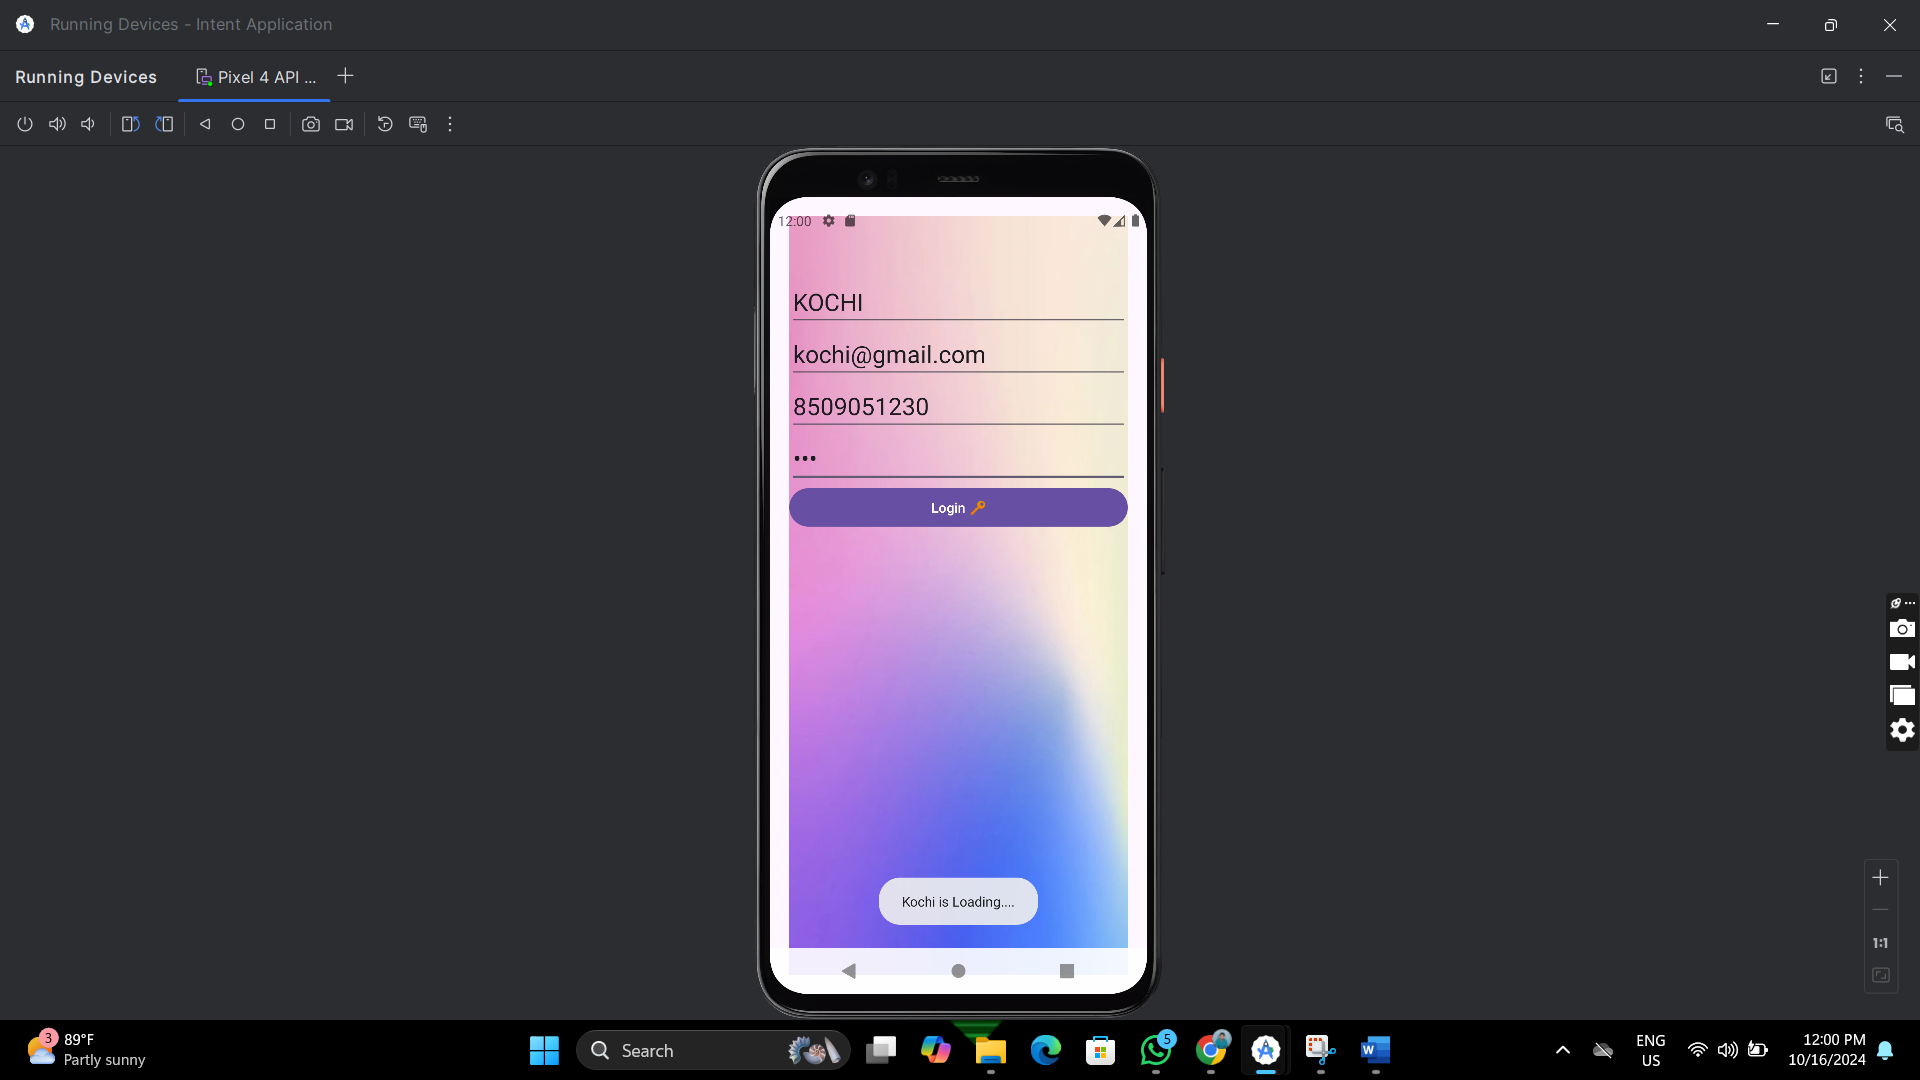 Running Devices - Intent Application
Running Devices
Pixel 4 API ...
12:00
KOCHI
kochi@gmail.com
8509051230
•••
Login
Kochi is Loading....
1:1
3
89°F
Partly sunny
Search
5
W
ENG
US
12:00 PM
10/16/2024